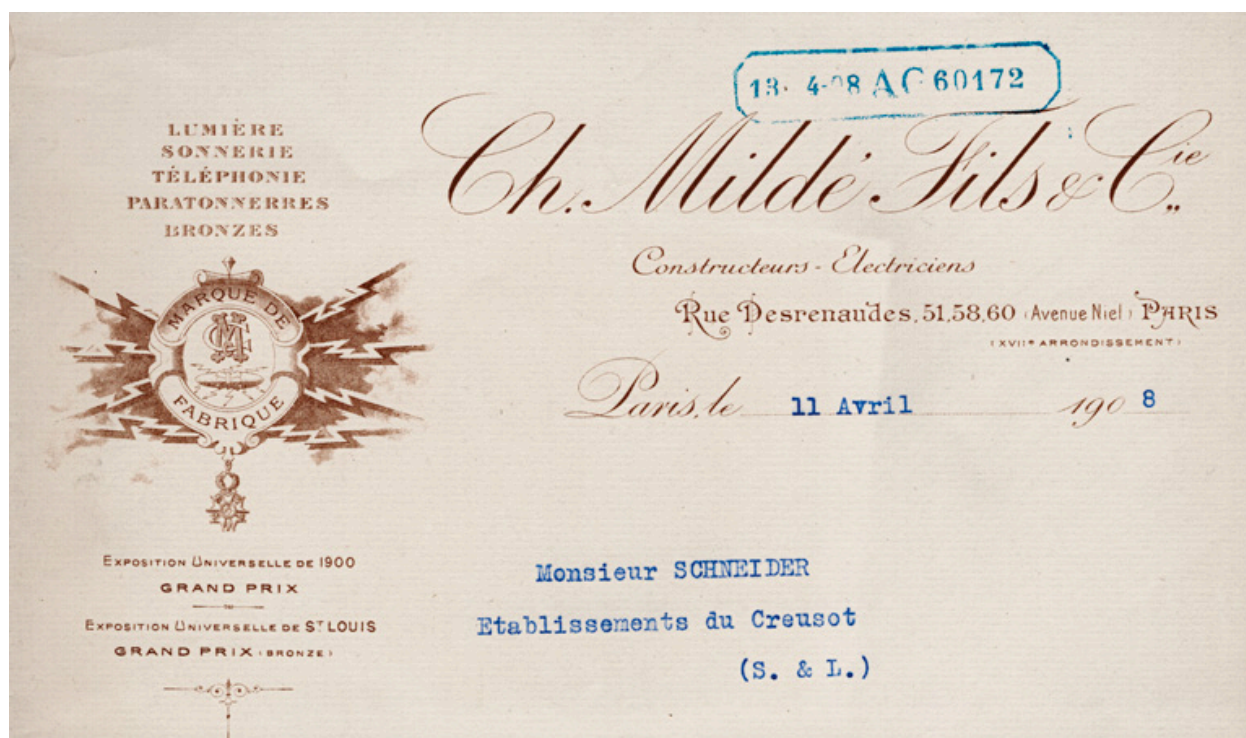 13. 4-08 AC 60172
LUMIÈRE
SONNERIE
TÉLÉPHONIE
PARATONNERRES
BRONZES
MARQUE DE
FABRIQUE
Ch. Mildé Fils & Cie
Constructeurs-Electriciens
Rue Desrenaudes, 51,58,60 (Avenue Niel) PARIS
(XVIIe ARRONDISSEMENT)
Paris, le 11 Avril 190 8
EXPOSITION UNIVERSELLE DE 1900
GRAND PRIX
EXPOSITION UNIVERSELLE DE ST LOUIS
GRAND PRIX (BRONZE)
Monsieur SCHNEIDER
Etablissements du Creusot
(S. & L.)